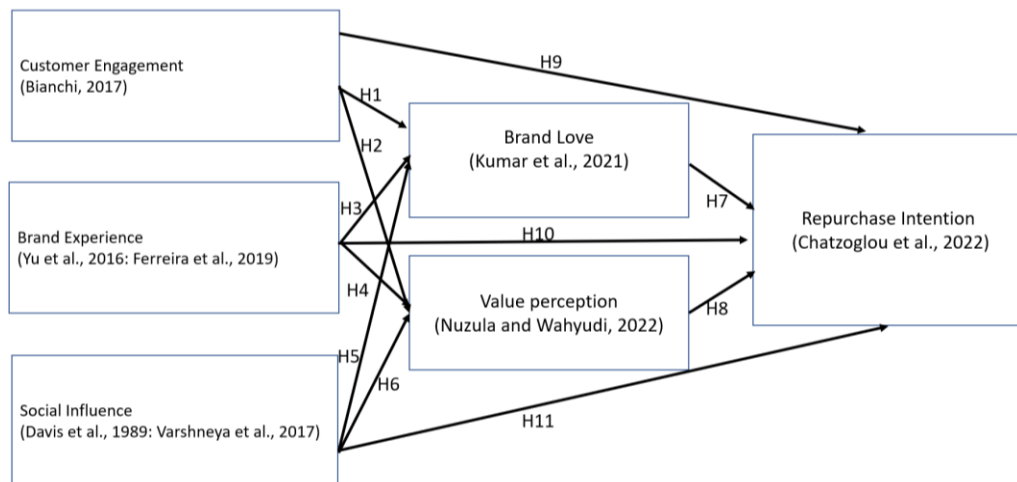 Customer Engagement
(Bianchi, 2017)
H9
H1
H2
Brand Love
(Kumar et al., 2021)
H7
Repurchase Intention
(Chatzoglou et al., 2022)
Brand Experience
(Yu et al., 2016: Ferreira et al., 2019)
H3
H10
H4
Value perception
(Nuzula and Wahyudi, 2022)
H8
H5
H6
Social Influence
(Davis et al., 1989: Varshneya et al., 2017)
H11